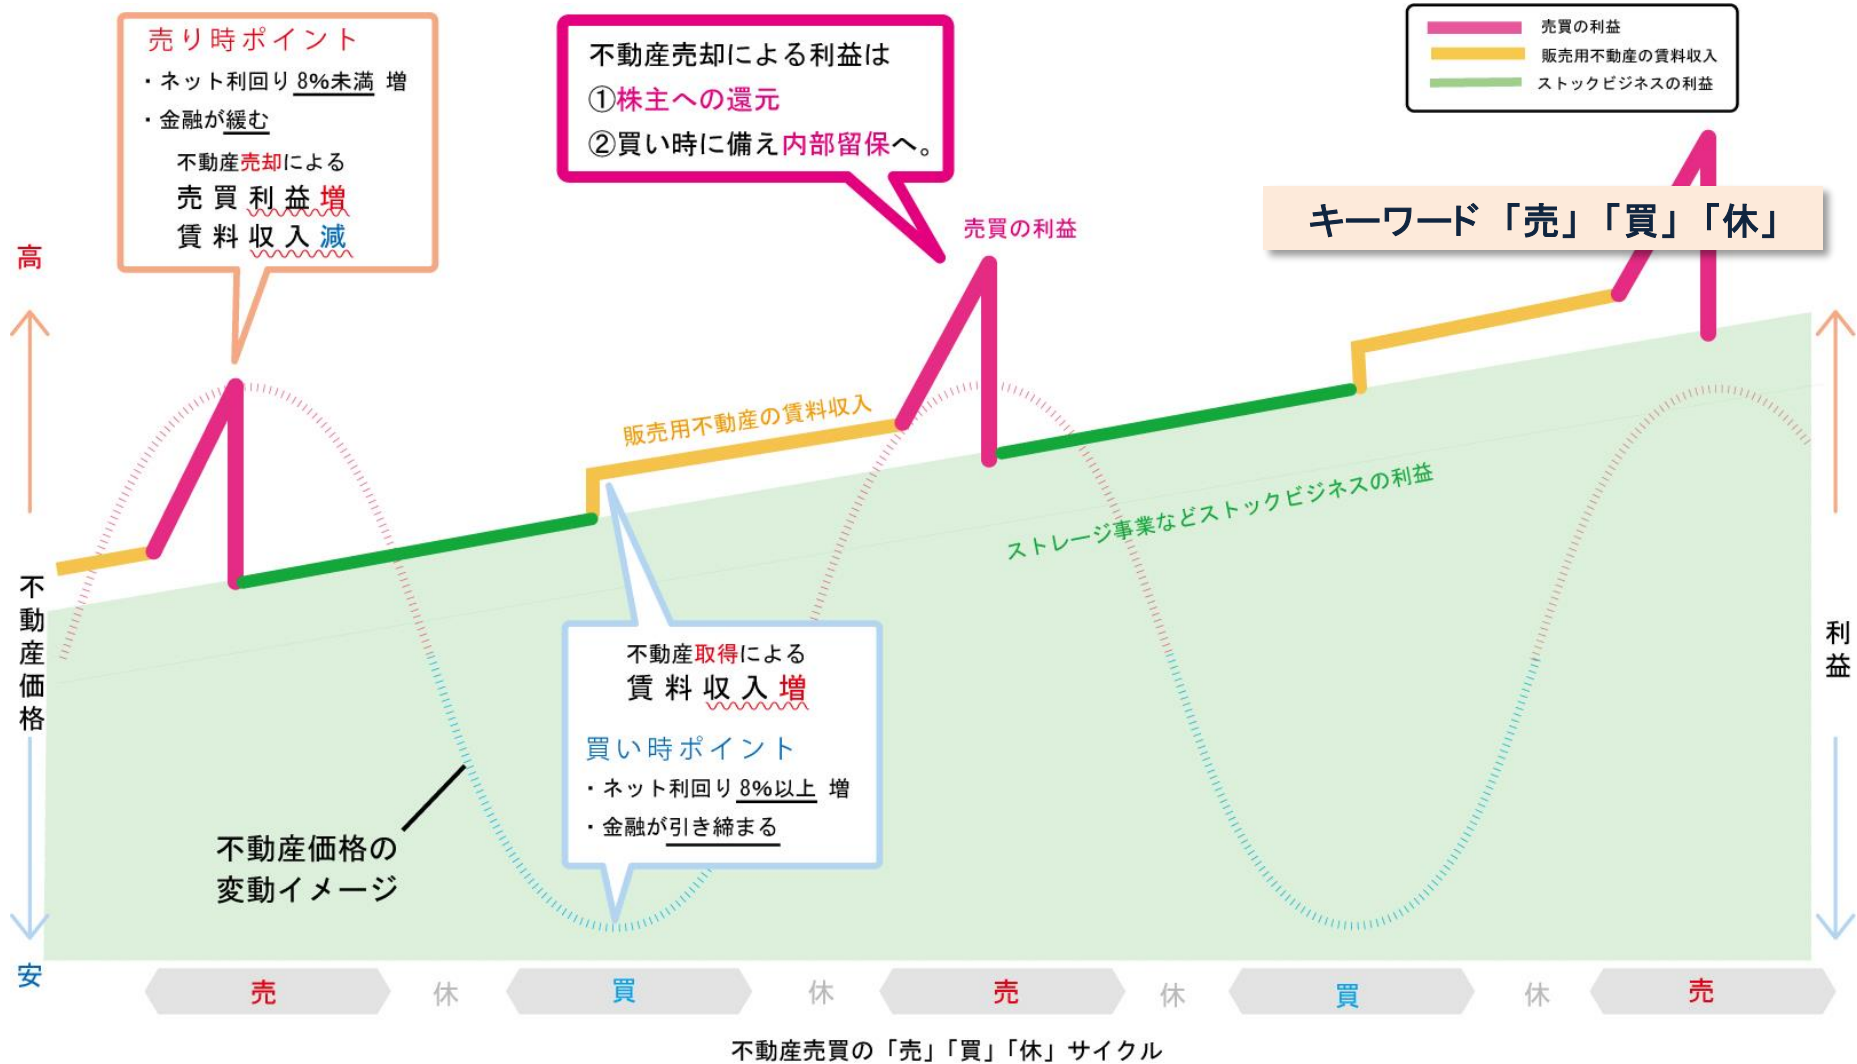 売り時ポイント
・ネット利回り 8%未満 増
・金融が緩む
不動産売却による
売買利益増
賃料収入減
不動産売却による利益は
①株主への還元
②買い時に備え内部留保へ。
売買の利益
販売用不動産の賃料収入
ストックビジネスの利益
キーワード「売」「買」「休」
売買の利益
高
販売用不動産の賃料収入
ストレージ事業などストックビジネスの利益
不動産価格
利益
不動産取得による
賃料収入増
買い時ポイント
・ネット利回り 8%以上 増
・金融が引き締まる
不動産価格の
変動イメージ
安
売 休 買 休 売 休 買 休 売
不動産売買の「売」「買」「休」サイクル